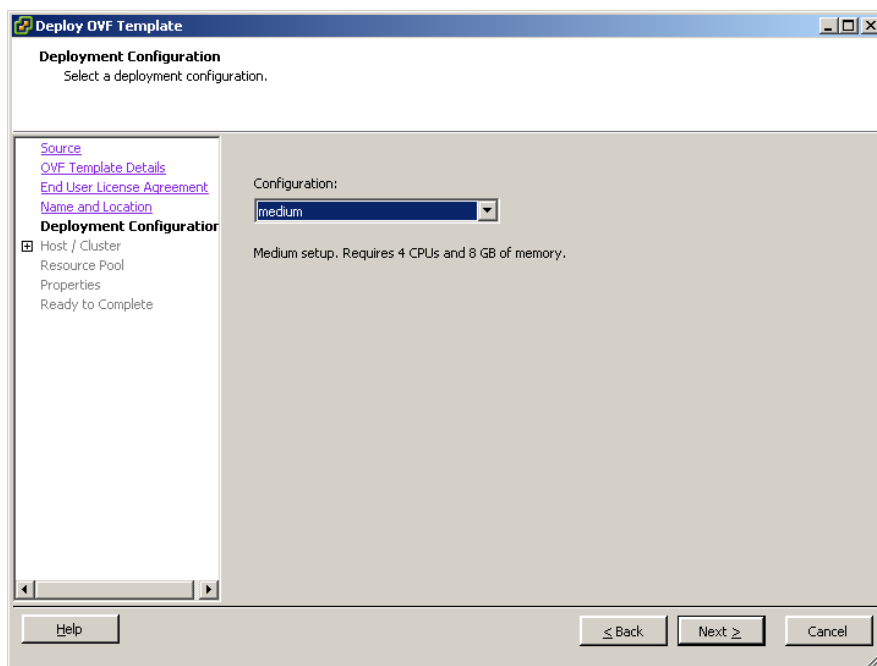 Deploy OVF Template
Deployment Configuration
Select a deployment configuration.
Source
OVF Template Details
End User License Agreement
Name and Location
Deployment Configuration
Host / Cluster
Resource Pool
Properties
Ready to Complete
Configuration:
medium
Medium setup. Requires 4 CPUs and 8 GB of memory.
Help
≤ Back
Next ≥
Cancel